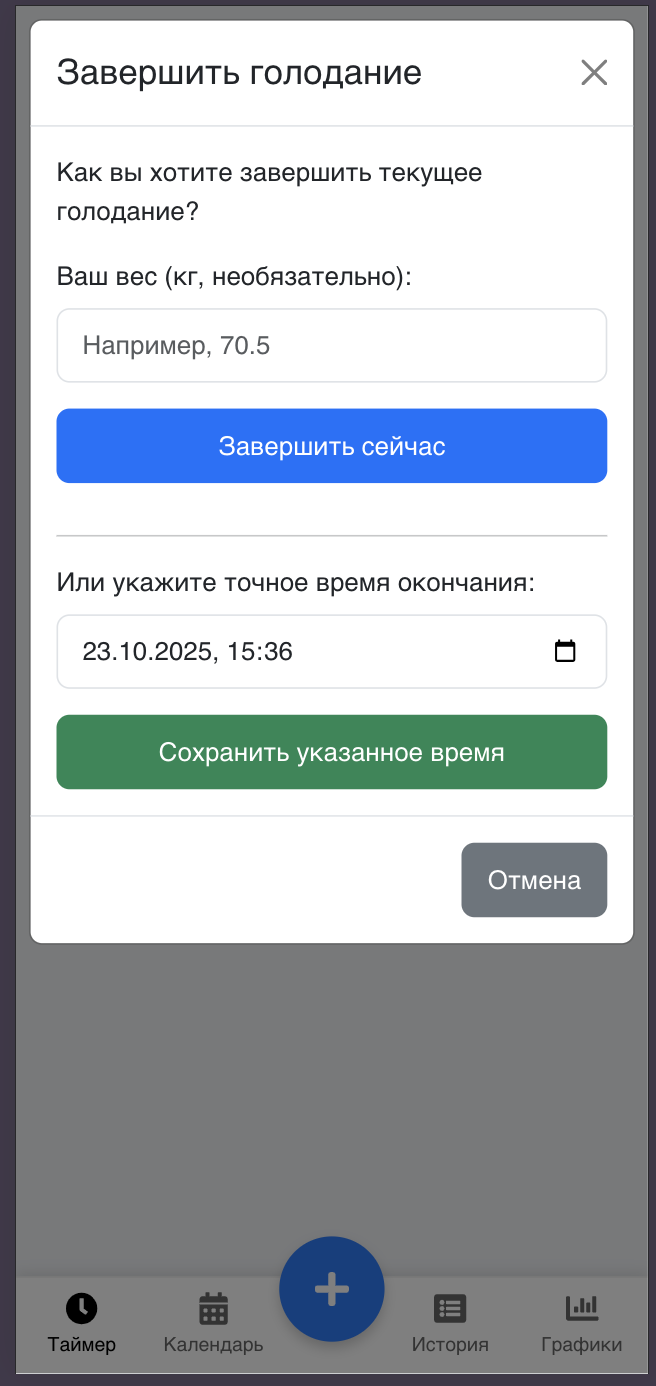 Завершить голодание
Как вы хотите завершить текущее
голодание?
Ваш вес (кг, необязательно):
Например, 70.5
Завершить сейчас
Или укажите точное время окончания:
23.10.2025, 15:36
Сохранить указанное время
Отмена
Таймер
Календарь
История
Графики